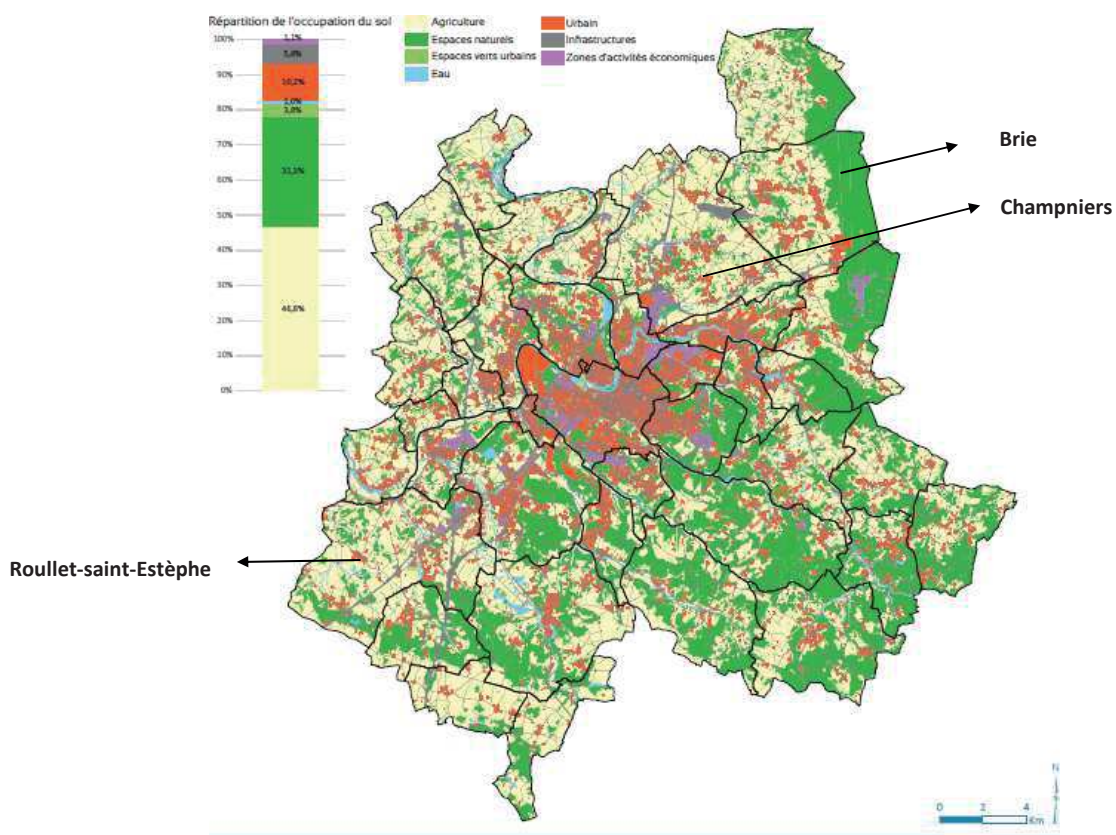 Répartition de l'occupation du sol
Agriculture
Espaces naturels
Espaces verts urbains
Eau
Urbain
Infrastructures
Zones d'activités économiques
100%
90%
80%
70%
60%
50%
40%
30%
20%
10%
0%
1,1%
10,2%
46,8%
Brie
Champniers
Roullet-saint-Estèphe
N
0 2 4
Km